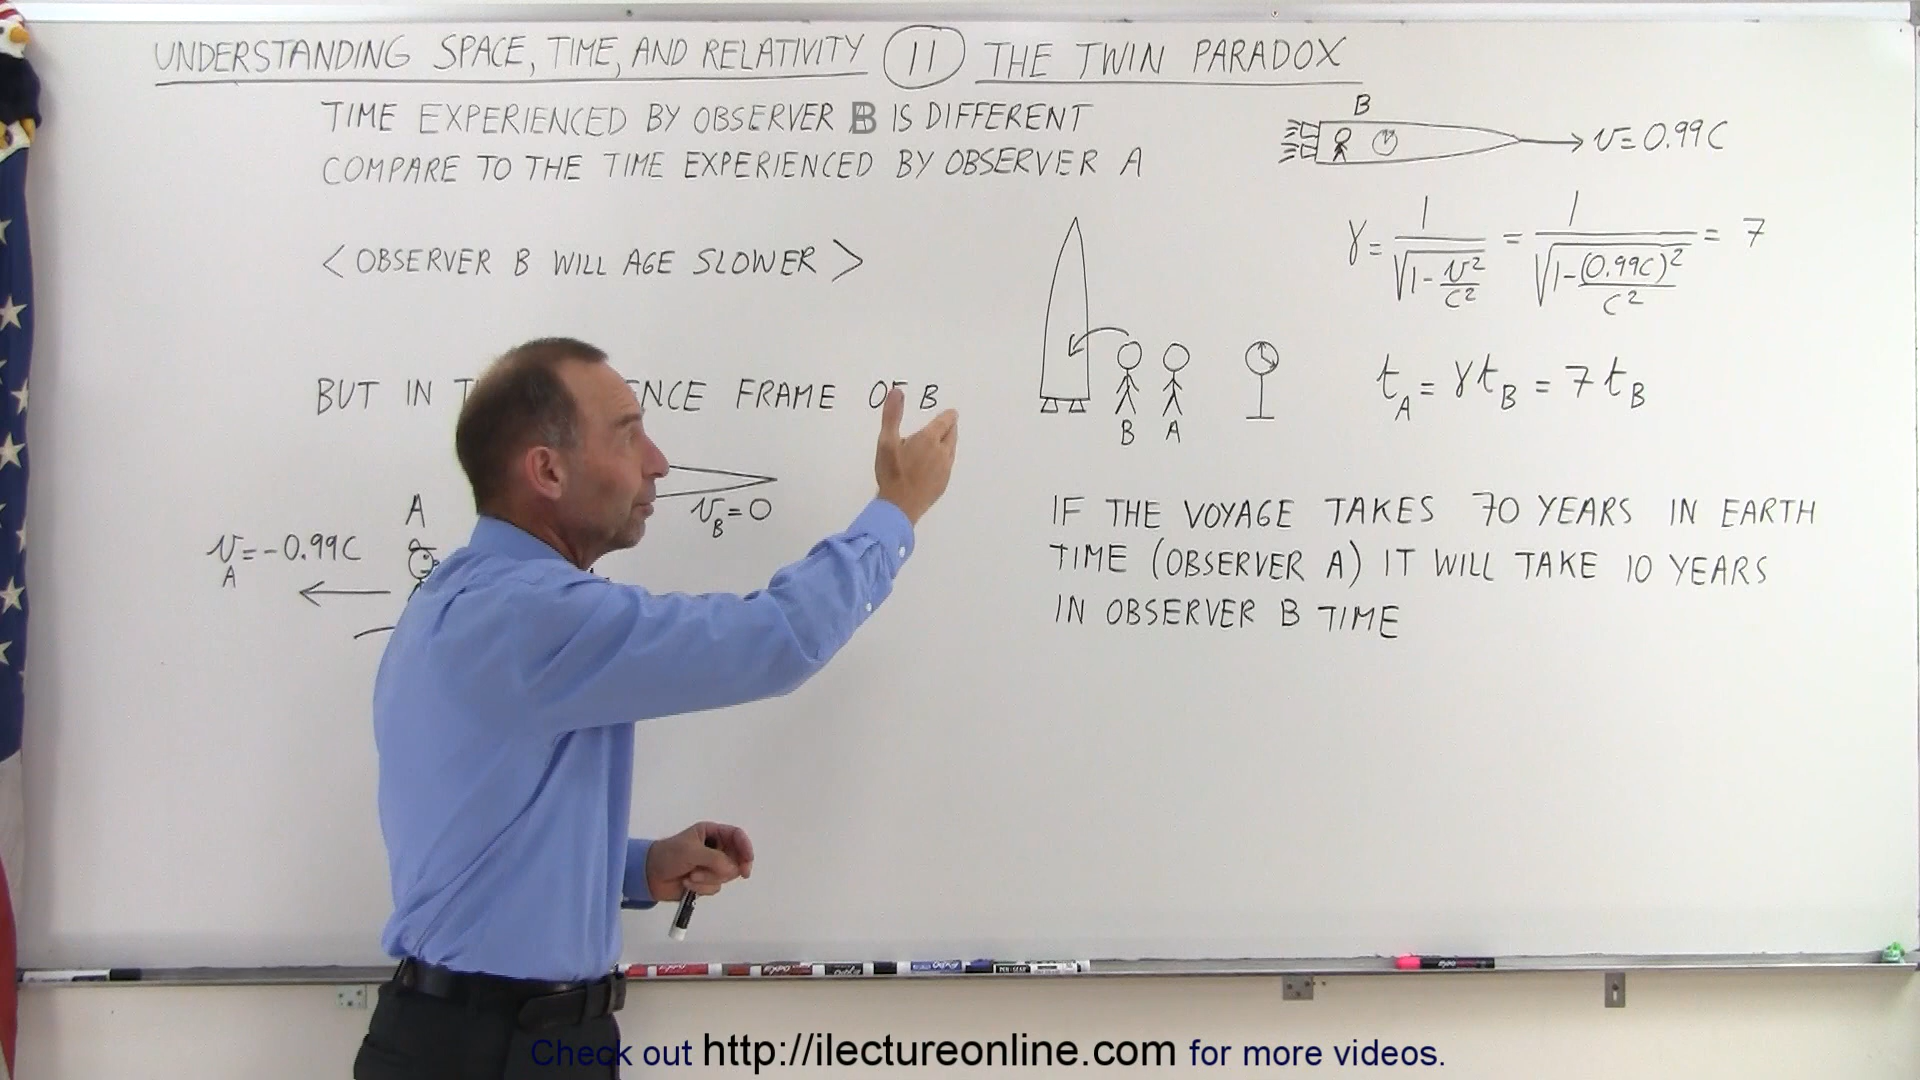 UNDERSTANDING SPACE, TIME, AND RELATIVITY 11 THE TWIN PARADOX
TIME EXPERIENCED BY OBSERVER B IS DIFFERENT
COMPARE TO THE TIME EXPERIENCED BY OBSERVER A
< OBSERVER B WILL AGE SLOWER >
BUT IN FRAME OF B
A
v_A = -0.99C
v_B = 0
B
v = 0.99C
γ = 1/√(1 - v²/c²) = 1/√(1 - (0.99C)²/c²) = 7
B A
t_A = γt_B = 7t_B
IF THE VOYAGE TAKES 70 YEARS IN EARTH
TIME (OBSERVER A) IT WILL TAKE 10 YEARS
IN OBSERVER B TIME
Check out http://ilectureonline.com for more videos.